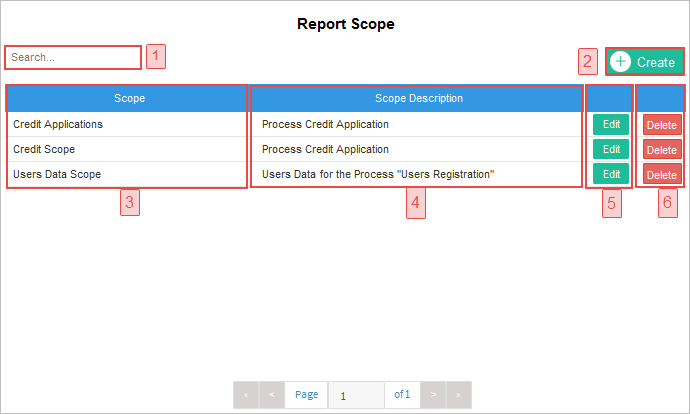 Report Scope
Search... 1 2 + Create
Scope Scope Description
Credit Applications Process Credit Application Edit Delete
Credit Scope Process Credit Application Edit Delete
Users Data Scope Users Data for the Process "Users Registration" Edit Delete
3 4 5 6
« < Page 1 of 1 > »